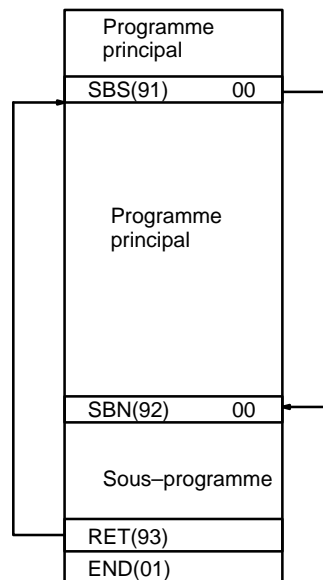 Programme
principal
SBS(91) 00
Programme
principal
SBN(92) 00
Sous–programme
RET(93)
END(01)